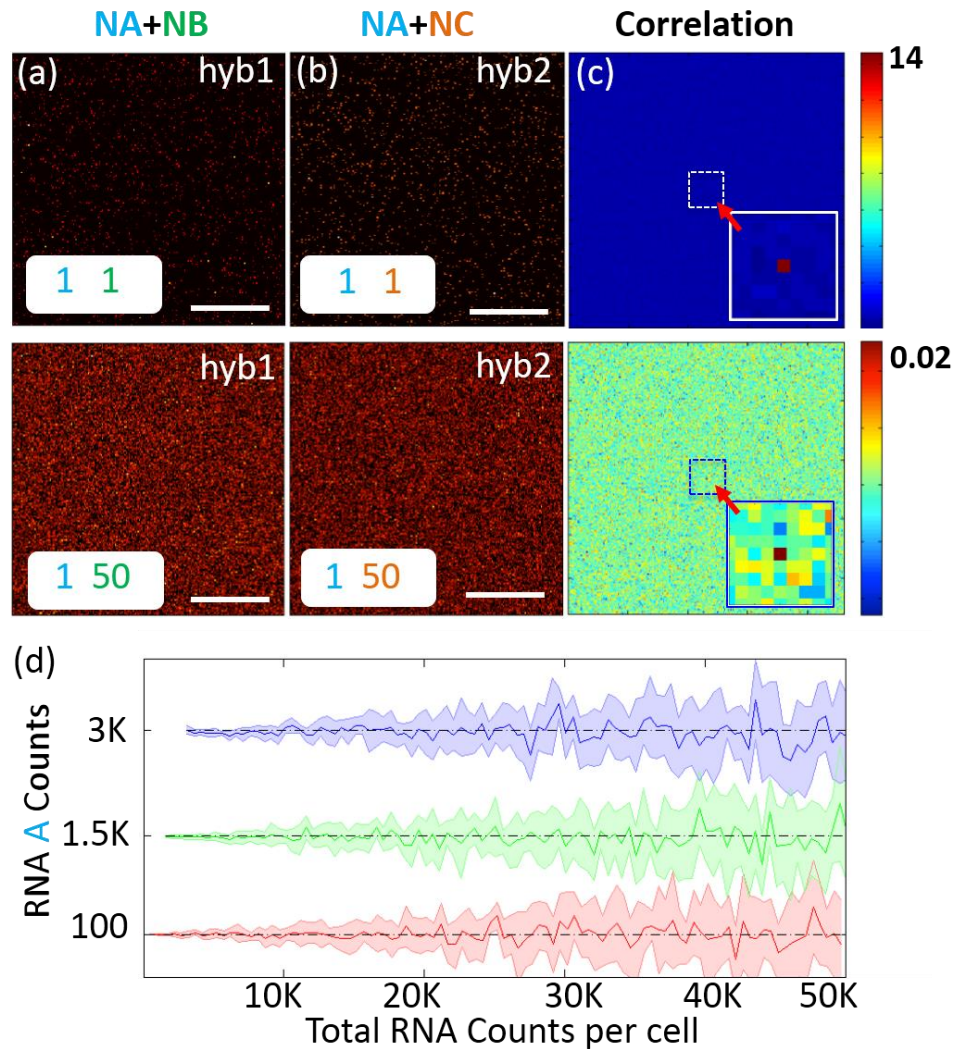 NA+NB NA+NC Correlation
(a) hyb1 (b) hyb2 (c) 14
1 1 1 1
hyb1 hyb2 0.02
1 50 1 50
(d)
3K
1.5K
100
RNA A Counts
10K 20K 30K 40K 50K
Total RNA Counts per cell